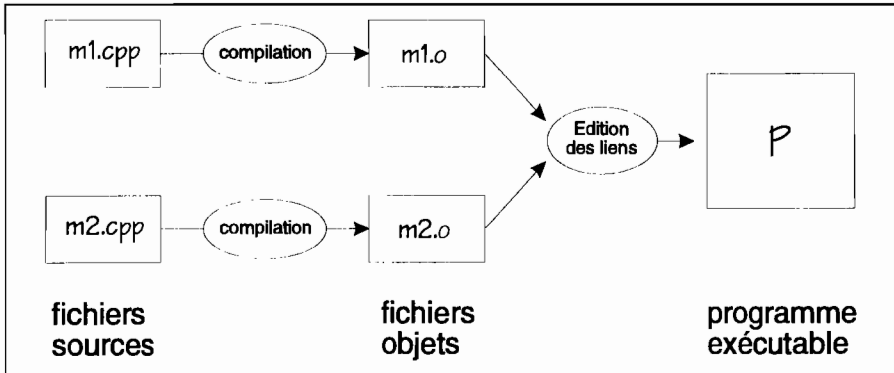 m1.cpp
compilation
m1.o
Edition
des liens
P
m2.cpp
compilation
m2.o
fichiers
sources
fichiers
objets
programme
exécutable